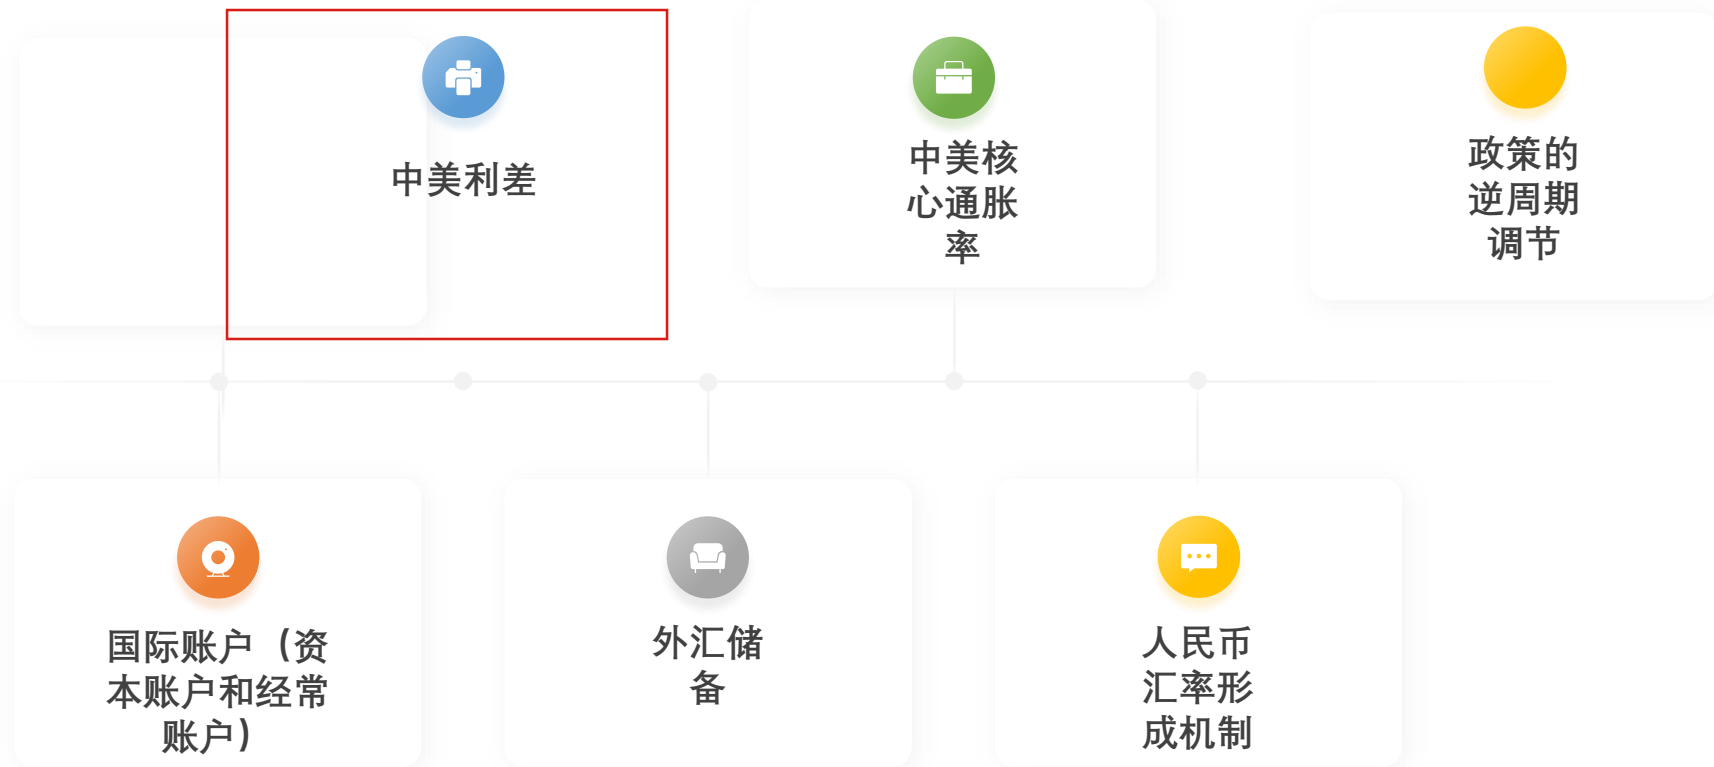 中美利差
中美核
心通胀
率
政策的
逆周期
调节
国际账户（资
本账户和经常
账户）
外汇储
备
人民币
汇率形
成机制